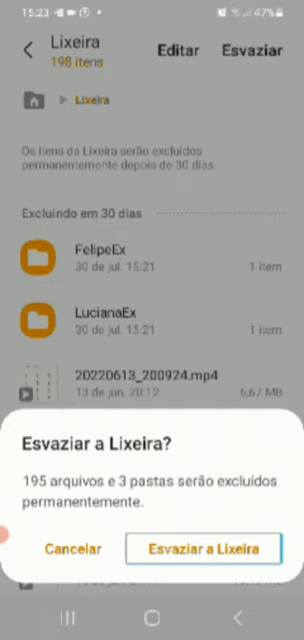 15:23
47%
Lixeira
198 itens
Editar
Esvaziar
Lixeira
Os itens da Lixeira serão excluídos
permanentemente depois de 30 dias.
Excluindo em 30 dias
FelipeEx
30 de jul. 15:21
1 item
LucianaEx
30 de jul. 15:21
1 item
20220613_200924.mp4
13 de jun. 20:12
6,67 MB
Esvaziar a Lixeira?
195 arquivos e 3 pastas serão excluídos
permanentemente.
Cancelar
Esvaziar a Lixeira